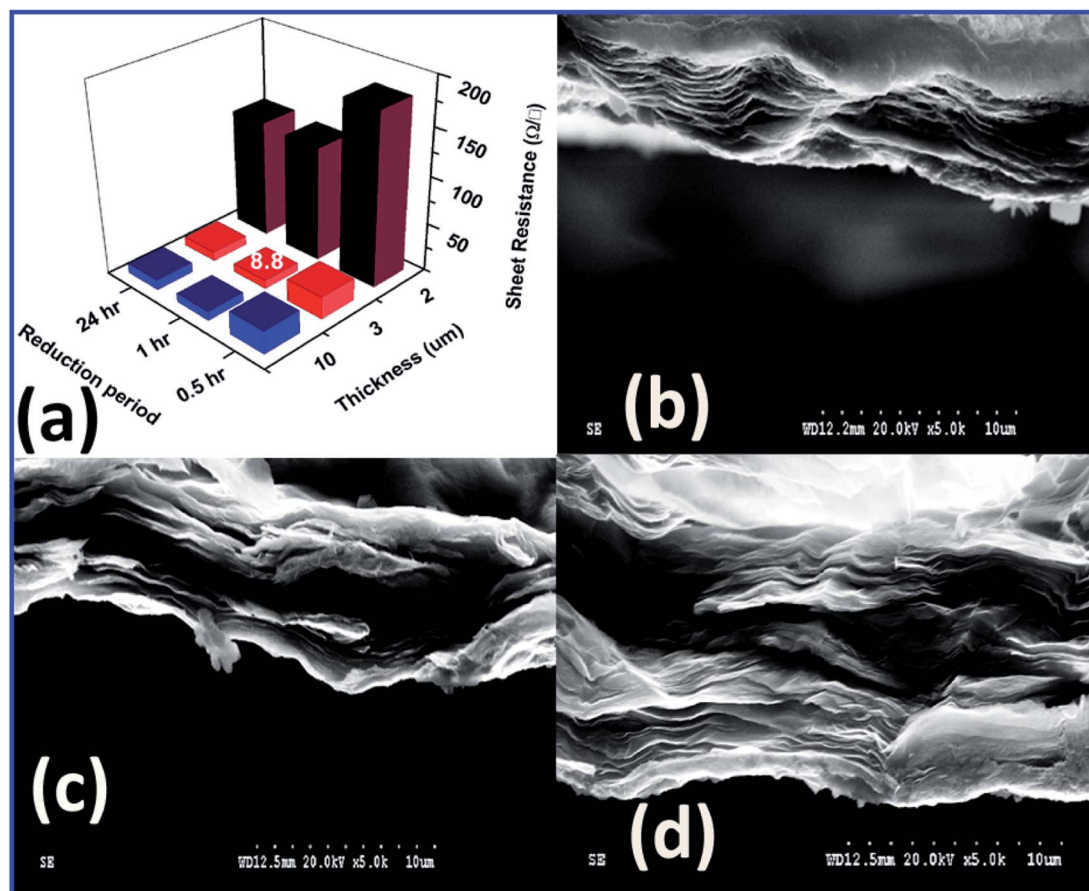 200
150
100
50
Sheet Resistance (Ω/□)
8.8
24 hr
1 hr
0.5 hr
Reduction period
2
3
10
Thickness (um)
(a)
(b)
SE WD12.2mm 20.0kV x5.0k 10um
(c)
SE WD12.5mm 20.0kV x5.0k 10um
(d)
SE WD12.5mm 20.0kV x5.0k 10um